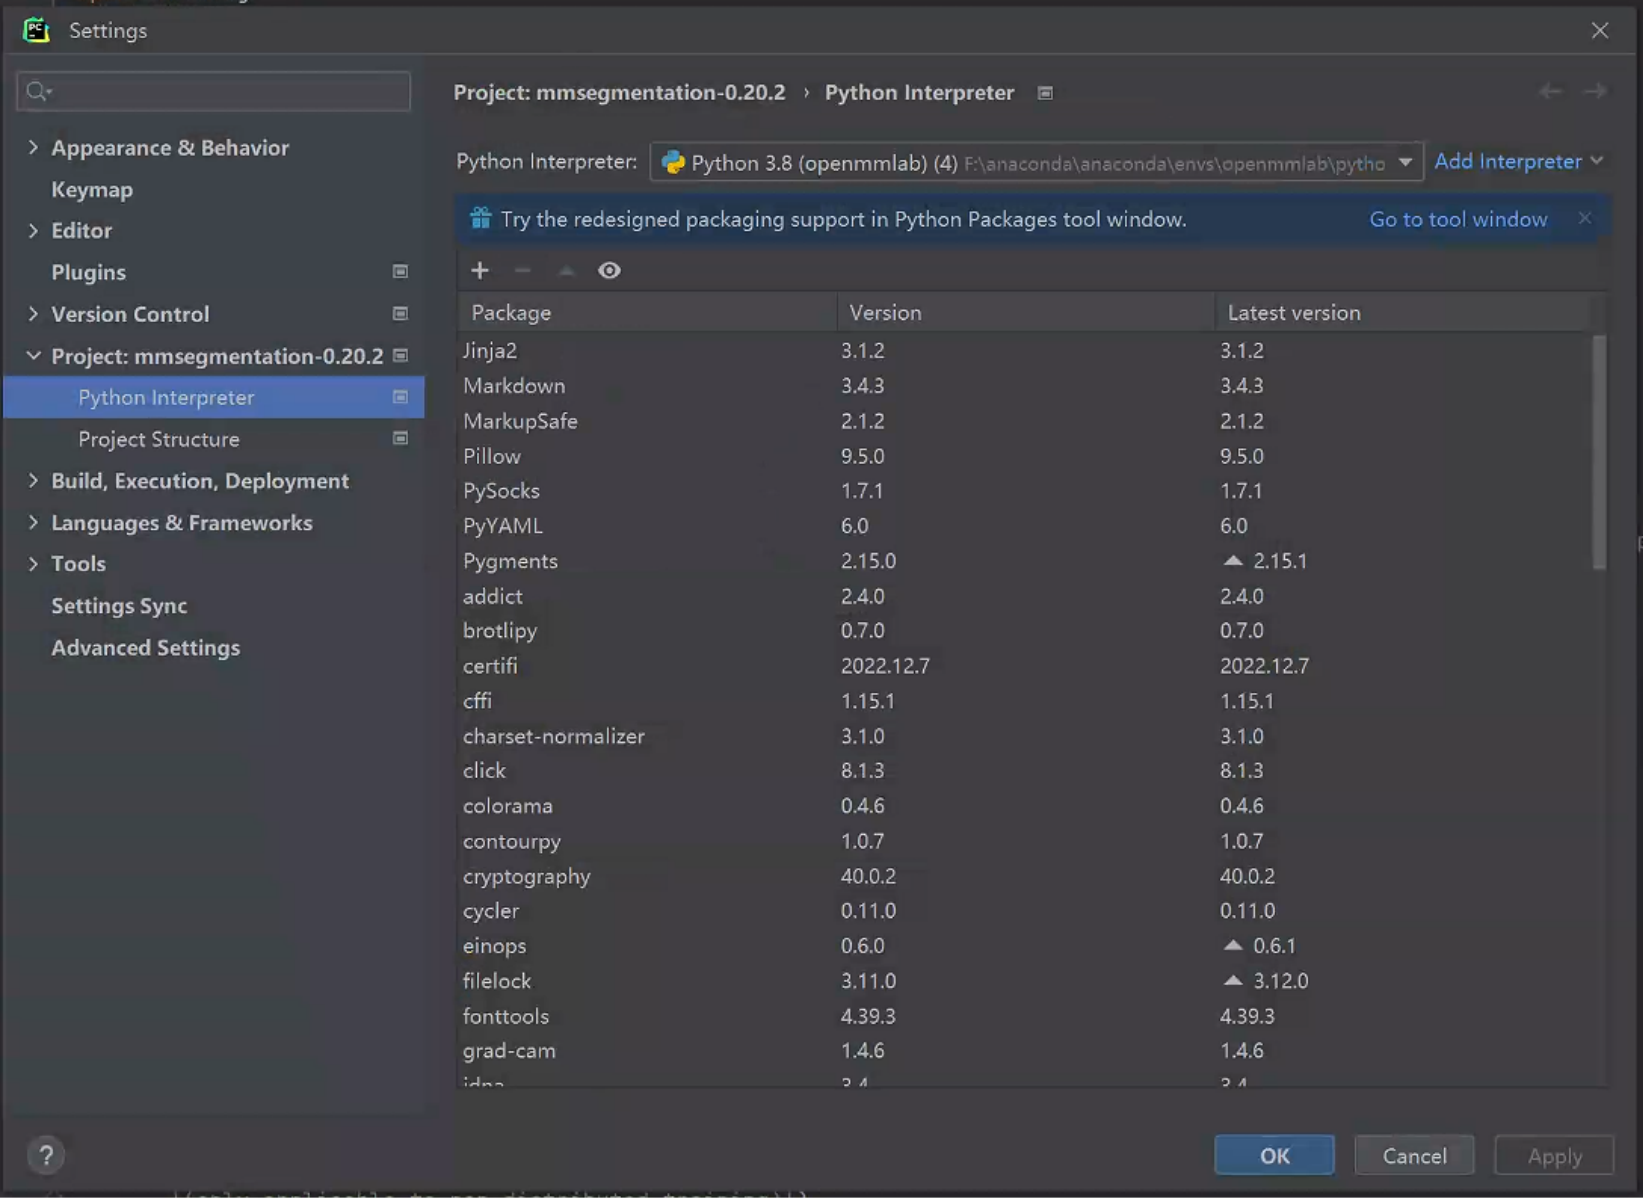 Settings
Appearance & Behavior
Keymap
Editor
Plugins
Version Control
Project: mmsegmentation-0.20.2
Python Interpreter
Project Structure
Build, Execution, Deployment
Languages & Frameworks
Tools
Settings Sync
Advanced Settings
Project: mmsegmentation-0.20.2 › Python Interpreter
Python Interpreter: Python 3.8 (openmmlab) (4) F:\anaconda\anaconda\envs\openmmlab\pytho Add Interpreter
Try the redesigned packaging support in Python Packages tool window. Go to tool window
Package Version Latest version
Jinja2 3.1.2 3.1.2
Markdown 3.4.3 3.4.3
MarkupSafe 2.1.2 2.1.2
Pillow 9.5.0 9.5.0
PySocks 1.7.1 1.7.1
PyYAML 6.0 6.0
Pygments 2.15.0 2.15.1
addict 2.4.0 2.4.0
brotlipy 0.7.0 0.7.0
certifi 2022.12.7 2022.12.7
cffi 1.15.1 1.15.1
charset-normalizer 3.1.0 3.1.0
click 8.1.3 8.1.3
colorama 0.4.6 0.4.6
contourpy 1.0.7 1.0.7
cryptography 40.0.2 40.0.2
cycler 0.11.0 0.11.0
einops 0.6.0 0.6.1
filelock 3.11.0 3.12.0
fonttools 4.39.3 4.39.3
grad-cam 1.4.6 1.4.6
idna 3.4 3.4
? OK Cancel Apply